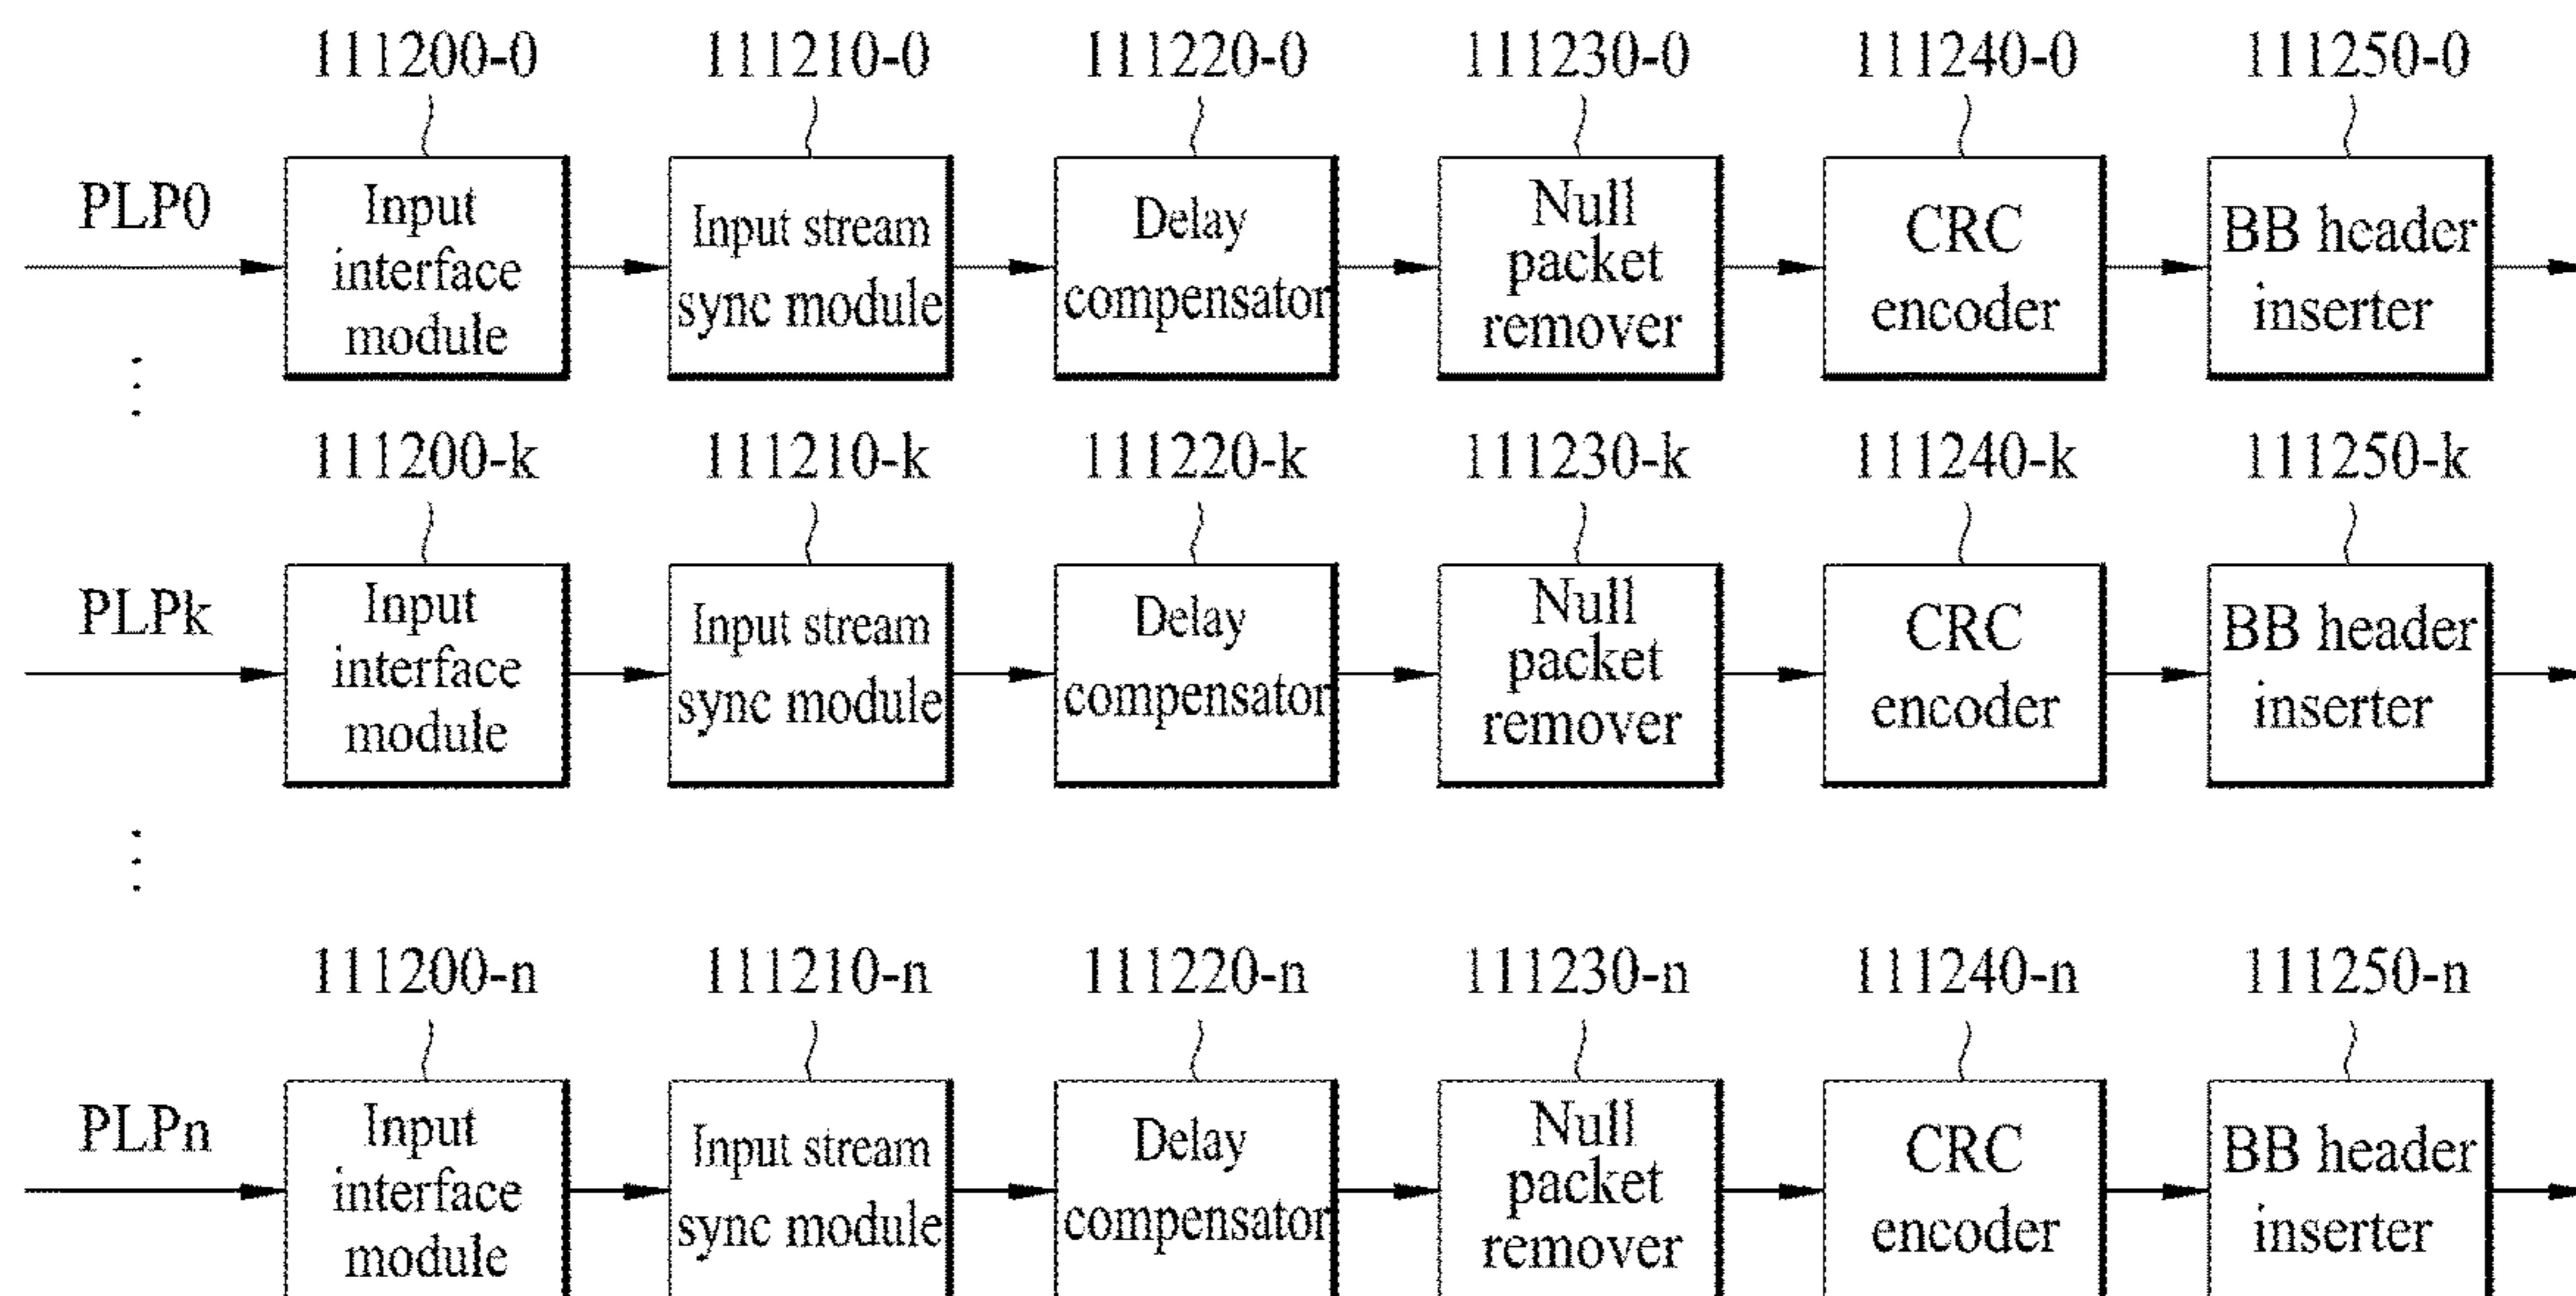 111200-0 111210-0 111220-0 111230-0 111240-0 111250-0
PLP0
Input
interface
module
Input stream
sync module
Delay
compensator
Null
packet
remover
CRC
encoder
BB header
inserter
111200-k 111210-k 111220-k 111230-k 111240-k 111250-k
PLPk
Input
interface
module
Input stream
sync module
Delay
compensator
Null
packet
remover
CRC
encoder
BB header
inserter
111200-n 111210-n 111220-n 111230-n 111240-n 111250-n
PLPn
Input
interface
module
Input stream
sync module
Delay
compensator
Null
packet
remover
CRC
encoder
BB header
inserter